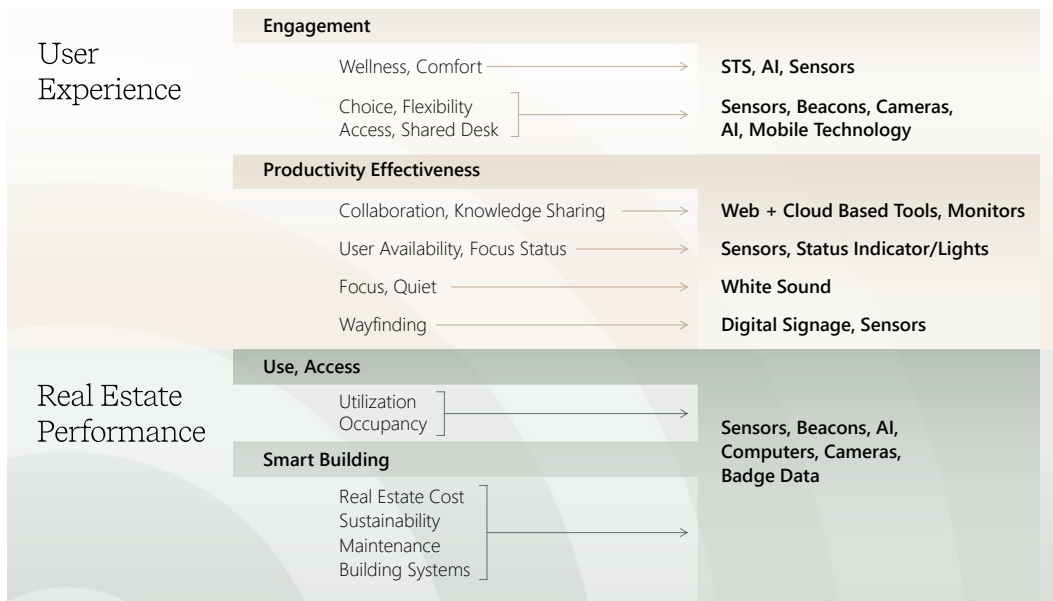 User
Experience
Engagement
Wellness, Comfort
STS, AI, Sensors
Choice, Flexibility
Access, Shared Desk
Sensors, Beacons, Cameras,
AI, Mobile Technology
Productivity Effectiveness
Collaboration, Knowledge Sharing
Web + Cloud Based Tools, Monitors
User Availability, Focus Status
Sensors, Status Indicator/Lights
Focus, Quiet
White Sound
Wayfinding
Digital Signage, Sensors
Real Estate
Performance
Use, Access
Utilization
Occupancy
Smart Building
Real Estate Cost
Sustainability
Maintenance
Building Systems
Sensors, Beacons, AI,
Computers, Cameras,
Badge Data